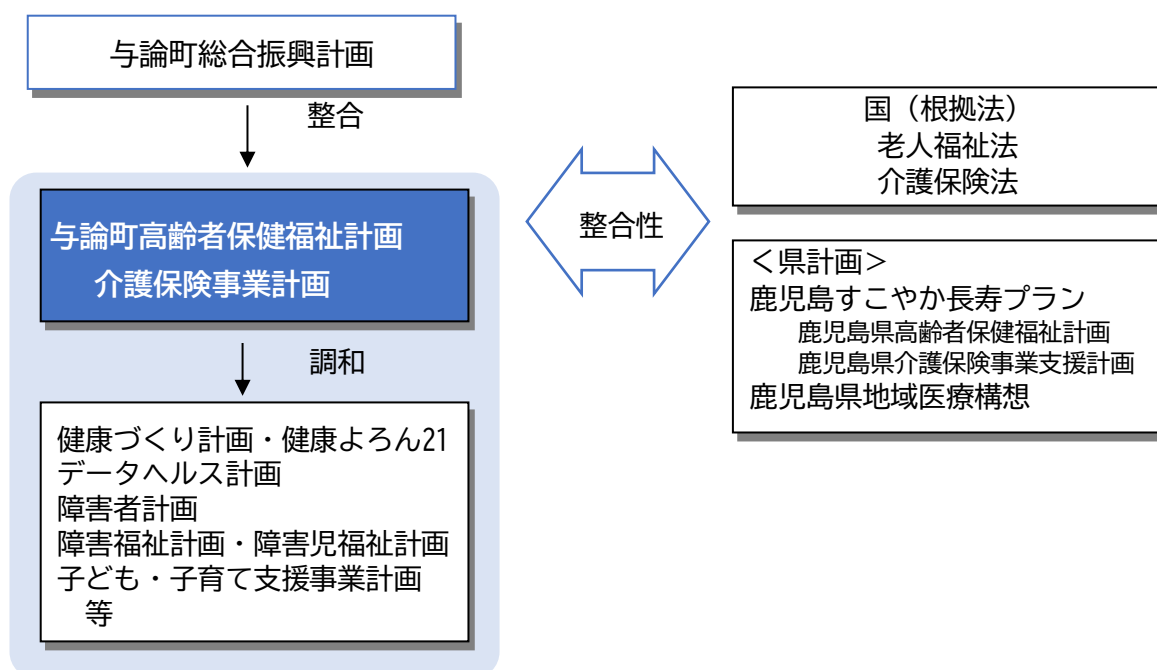 与論町総合振興計画
整合
与論町高齢者保健福祉計画
介護保険事業計画
調和
健康づくり計画・健康よろん21
データヘルス計画
障害者計画
障害福祉計画・障害児福祉計画
子ども・子育て支援事業計画
等
整合性
国（根拠法）
老人福祉法
介護保険法
＜県計画＞
鹿児島すこやか長寿プラン
鹿児島県高齢者保健福祉計画
鹿児島県介護保険事業支援計画
鹿児島県地域医療構想